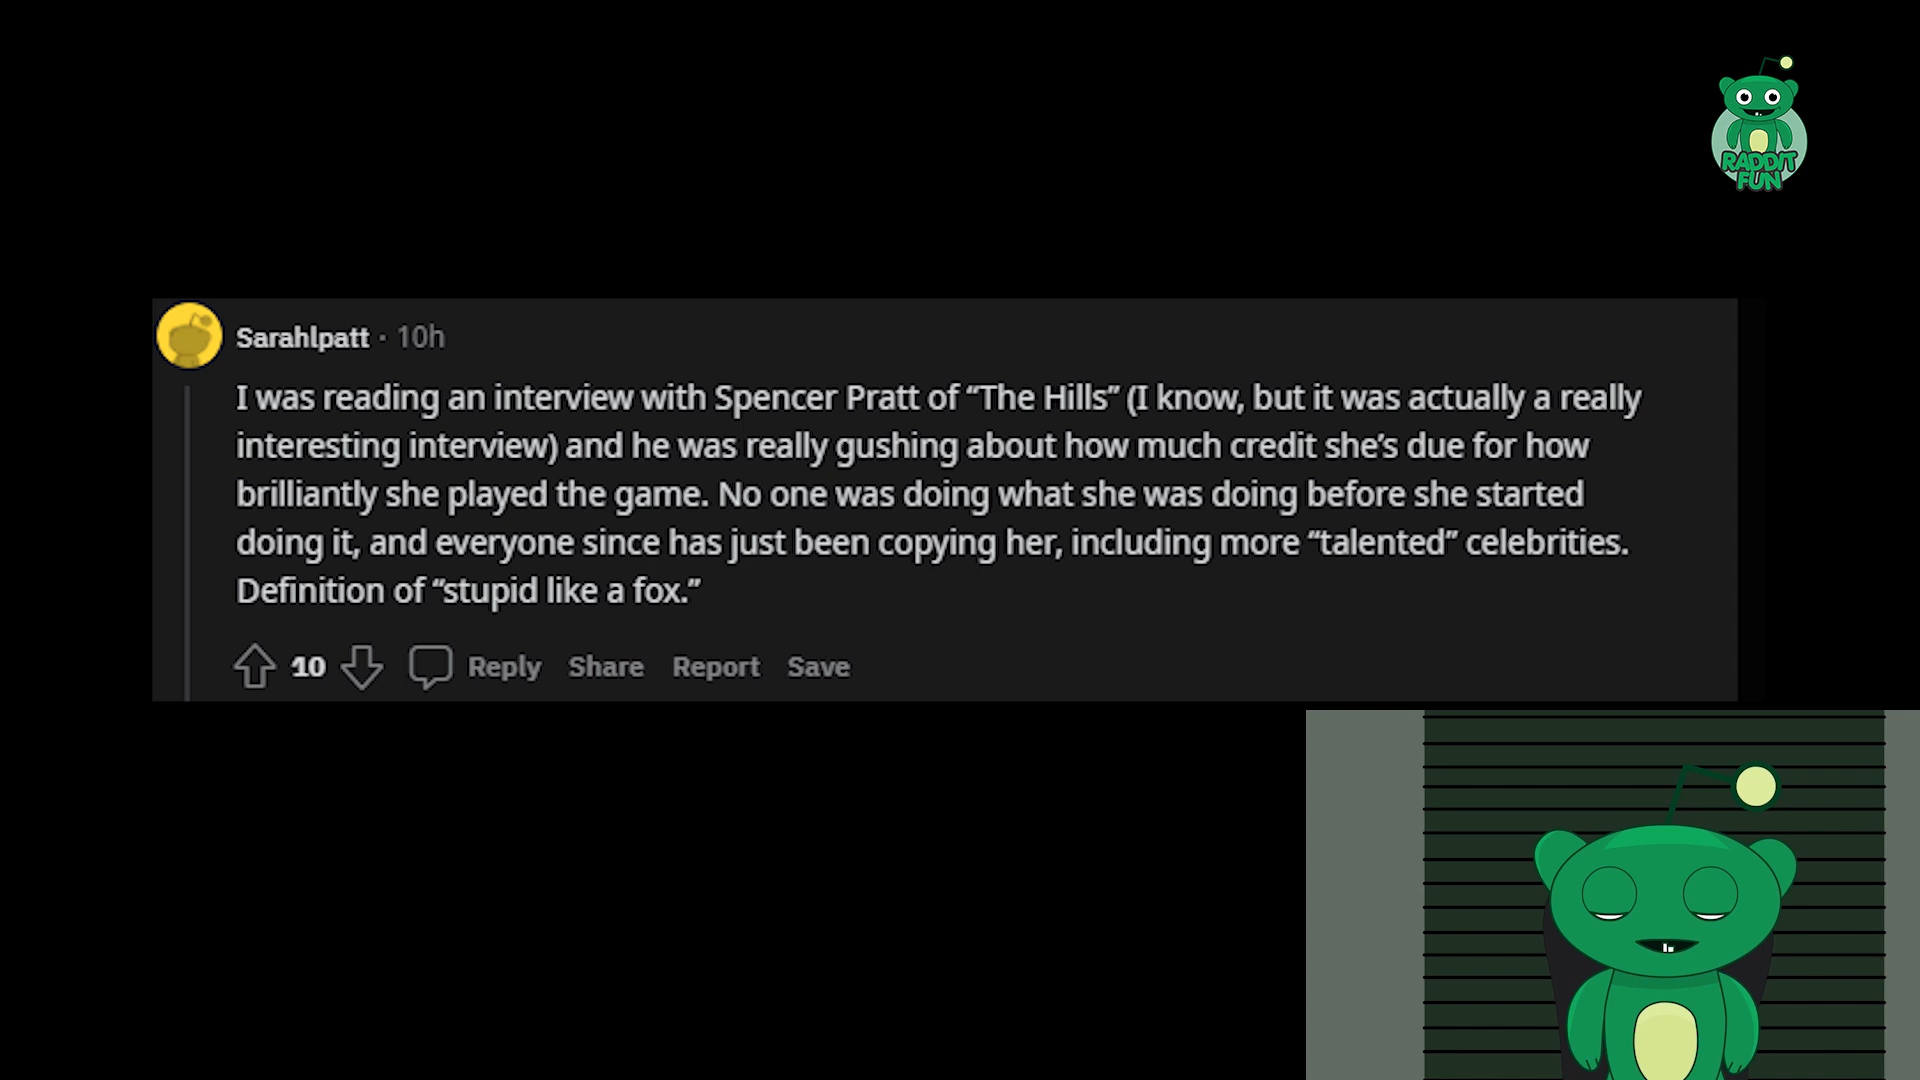 RADDIT
FUN
Sarahlpatt · 10h
I was reading an interview with Spencer Pratt of “The Hills” (I know, but it was actually a really
interesting interview) and he was really gushing about how much credit she’s due for how
brilliantly she played the game. No one was doing what she was doing before she started
doing it, and everyone since has just been copying her, including more “talented” celebrities.
Definition of “stupid like a fox.”
10 Reply Share Report Save